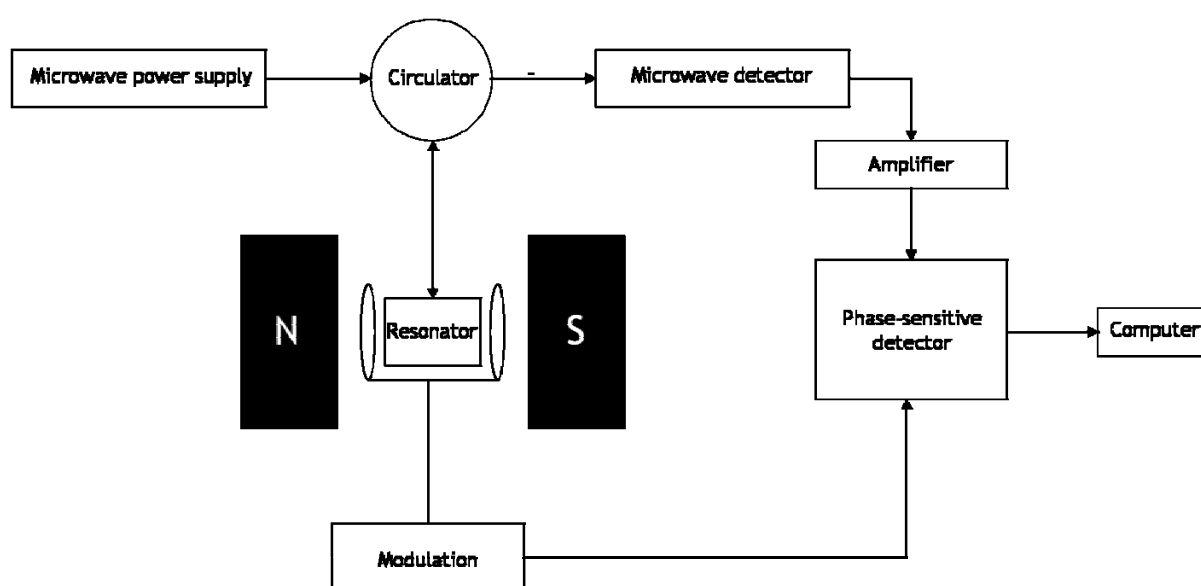 Microwave power supply
Circulator
-
Microwave detector
Amplifier
N
Resonator
S
Phase-sensitive
detector
Computer
Modulation